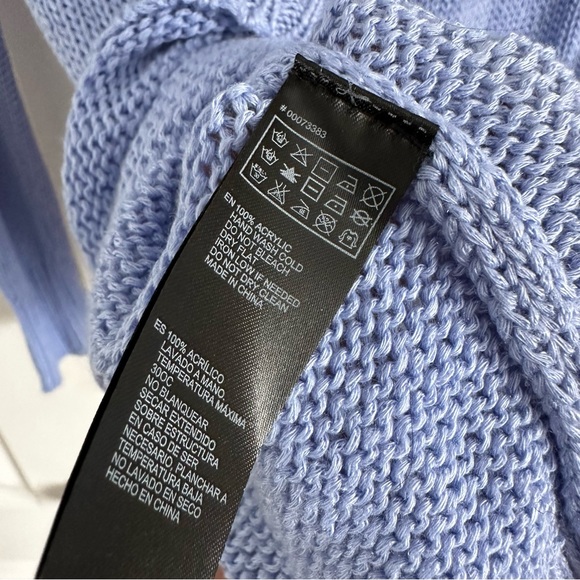 # 00073383
EN 100% ACRYLIC
HAND WASH COLD
DO NOT BLEACH
DRY FLAT
IRON LOW IF NEEDED
DO NOT DRY CLEAN
MADE IN CHINA
ES 100% ACRILICO
LAVADO A MANO,
TEMPERATURA MAXIMA
30ºC
NO BLANQUEAR
SECAR EXTENDIDO
SOBRE ESTRUCTURA
EN CASO DE SER
NECESARIO, PLANCHAR A
TEMPERATURA BAJA
NO LAVADO EN SECO
HECHO EN CHINA